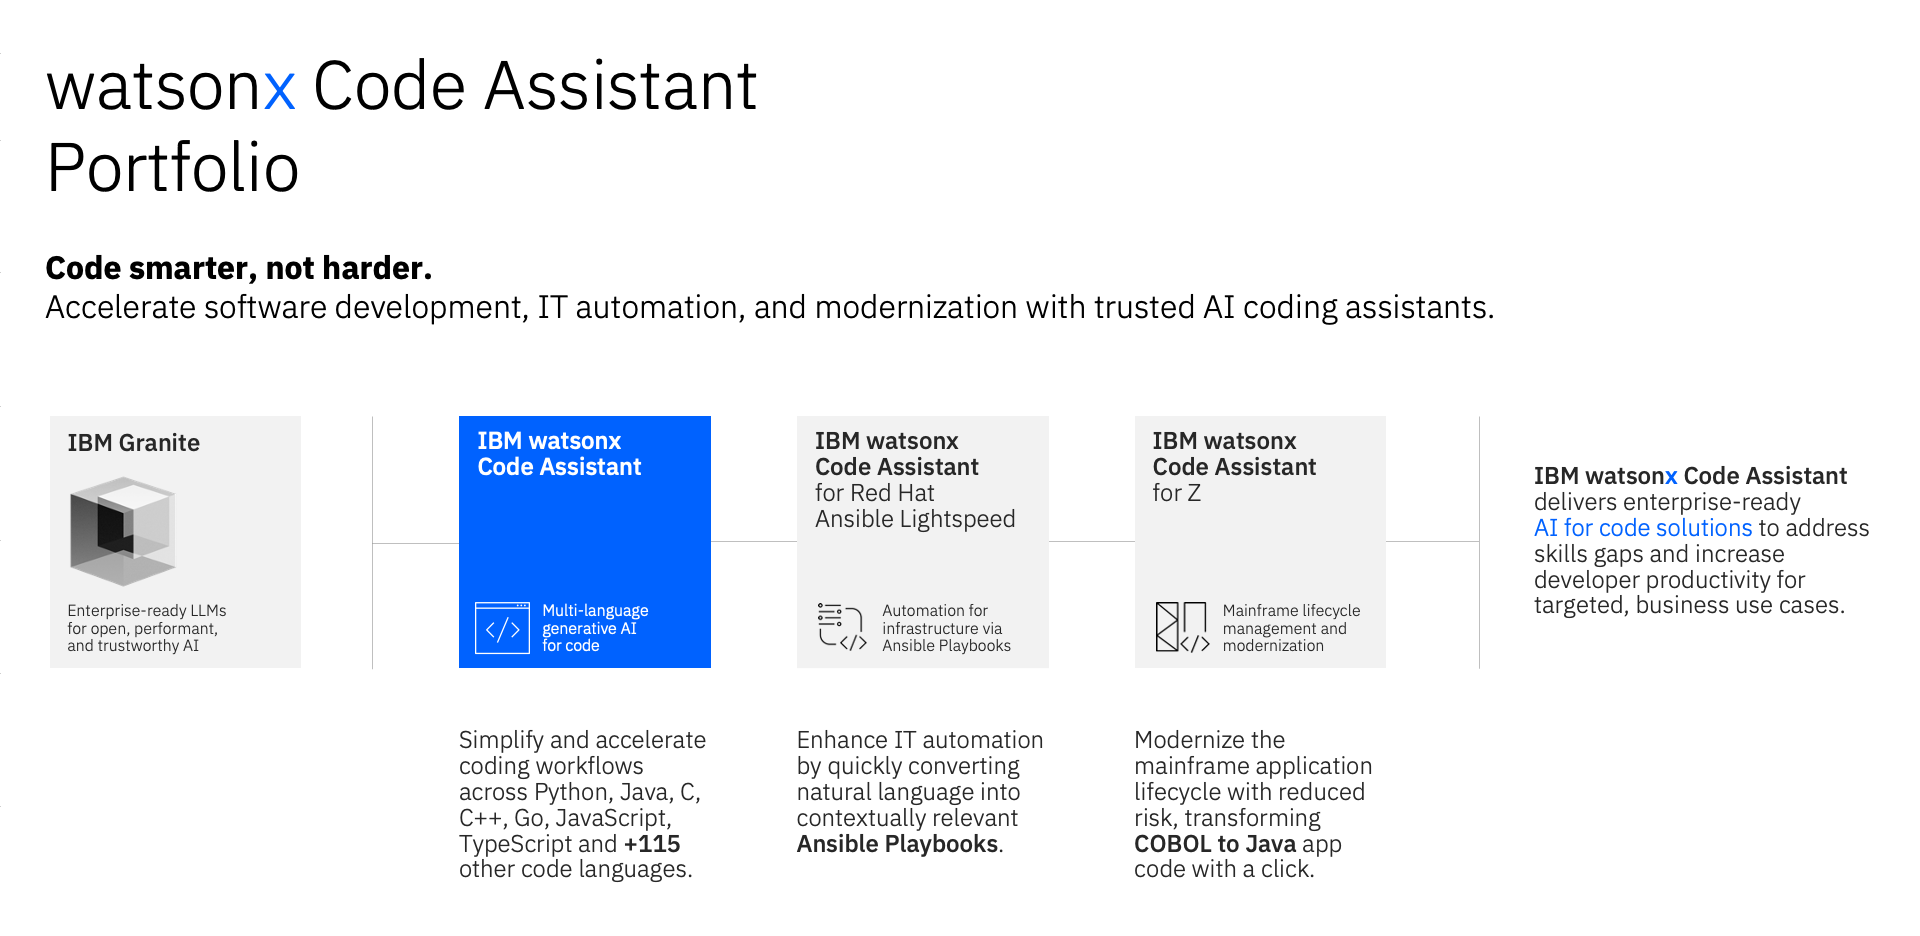 watsonx Code Assistant
Portfolio
Code smarter, not harder.
Accelerate software development, IT automation, and modernization with trusted AI coding assistants.
IBM Granite
Enterprise-ready LLMs
for open, performant,
and trustworthy AI
IBM watsonx
Code Assistant
</>
Multi-language
generative AI
for code
Simplify and accelerate
coding workflows
across Python, Java, C,
C++, Go, JavaScript,
TypeScript and +115
other code languages.
IBM watsonx
Code Assistant
for Red Hat
Ansible Lightspeed
</>
Automation for
infrastructure via
Ansible Playbooks
Enhance IT automation
by quickly converting
natural language into
contextually relevant
Ansible Playbooks.
IBM watsonx
Code Assistant
for Z
</>
Mainframe lifecycle
management and
modernization
Modernize the
mainframe application
lifecycle with reduced
risk, transforming
COBOL to Java app
code with a click.
IBM watsonx Code Assistant
delivers enterprise-ready
AI for code solutions to address
skills gaps and increase
developer productivity for
targeted, business use cases.